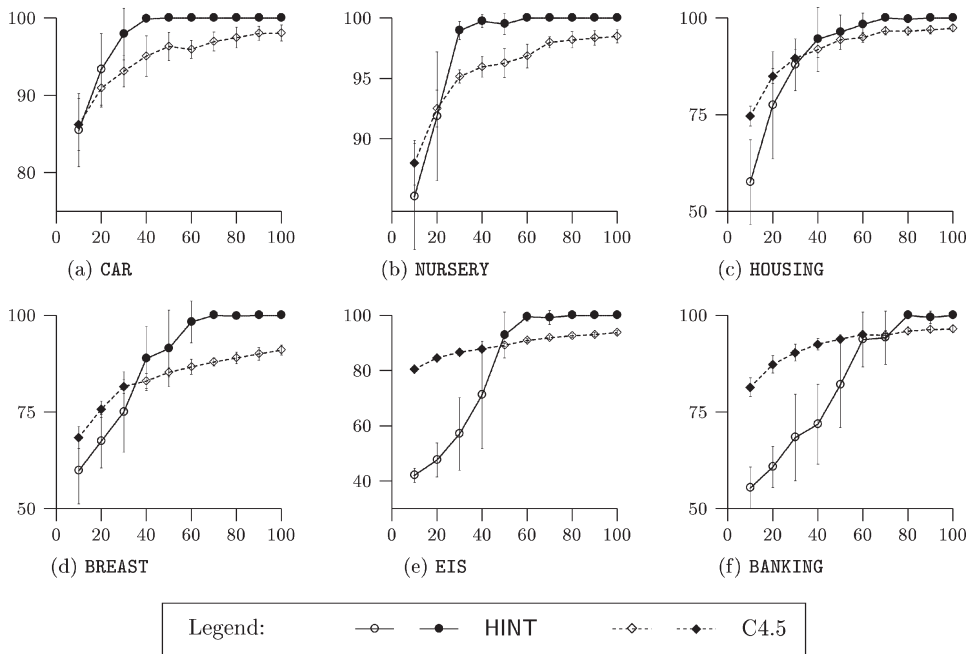 100
90
80
0 20 40 60 80 100
(a) CAR
100
95
90
0 20 40 60 80 100
(b) NURSERY
100
75
50
0 20 40 60 80 100
(c) HOUSING
100
75
50
0 20 40 60 80 100
(d) BREAST
100
80
60
40
0 20 40 60 80 100
(e) EIS
100
75
50
0 20 40 60 80 100
(f) BANKING
Legend: HINT C4.5